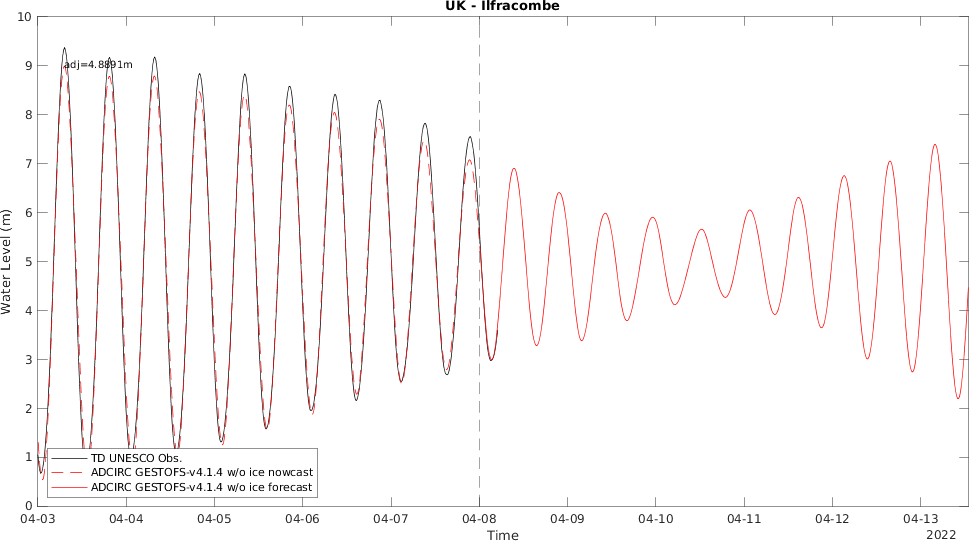 UK - Ilfracombe
10
9
8
7
6
5
4
3
2
1
0
Water Level (m)
adj=4.8891m
TD UNESCO Obs.
ADCIRC GESTOFS-v4.1.4 w/o ice nowcast
ADCIRC GESTOFS-v4.1.4 w/o ice forecast
04-03 04-04 04-05 04-06 04-07 04-08 04-09 04-10 04-11 04-12 04-13
Time
2022